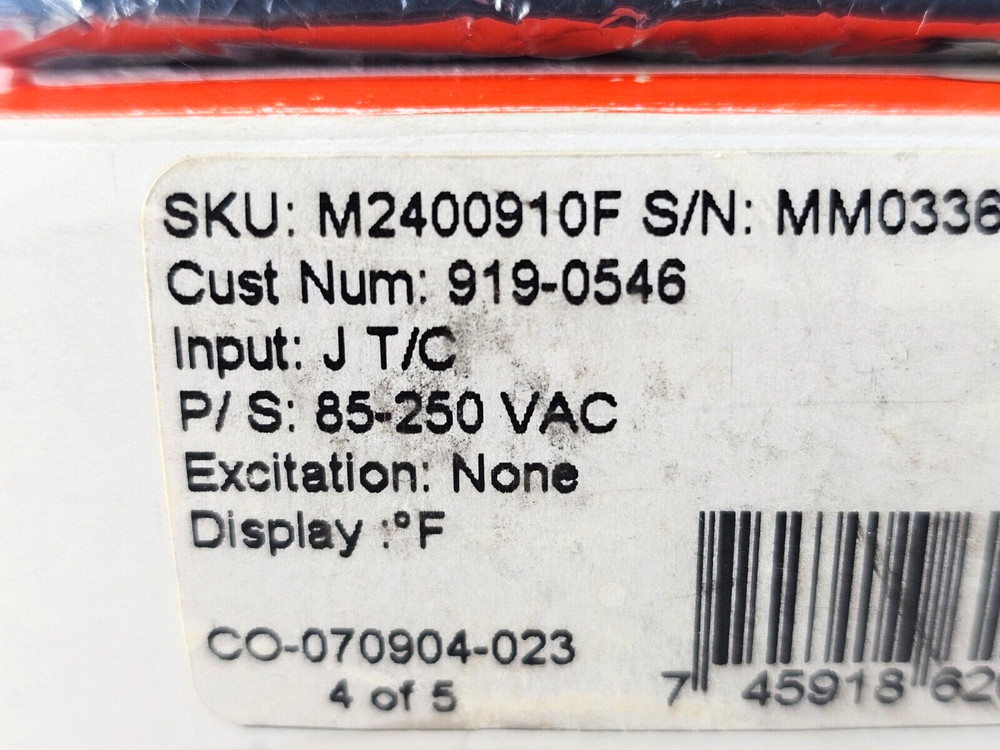 SKU: M2400910F S/N: MM0336
Cust Num: 919-0546
Input: J T/C
P/ S: 85-250 VAC
Excitation: None
Display :°F
CO-070904-023
4 of 5
7 45918 62